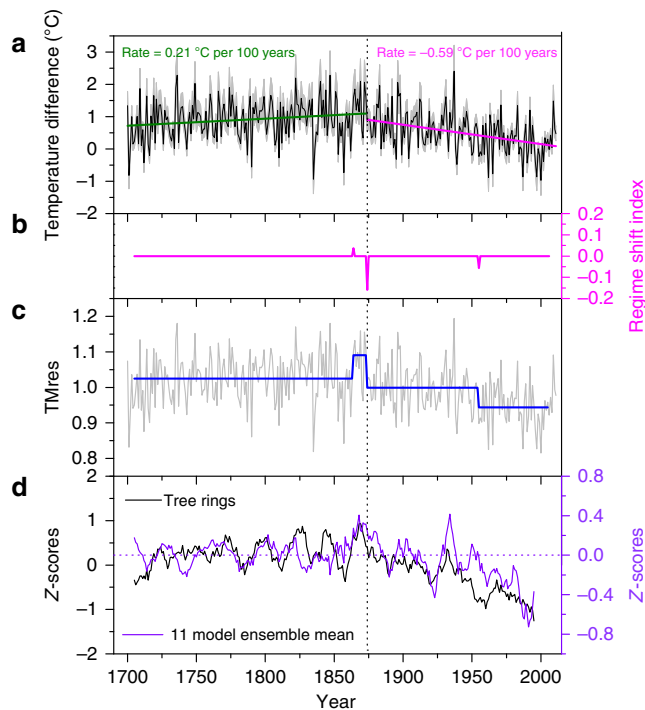 a
Temperature difference (°C)
3
2
1
0
−1
−2
Rate = 0.21 °C per 100 years
Rate = −0.59 °C per 100 years
b
0.2
0.1
0.0
−0.1
−0.2
Regime shift index
c
TMres
1.2
1.1
1.0
0.9
0.8
d
Z-scores
2
1
0
−1
−2
Tree rings
11 model ensemble mean
0.8
0.4
0.0
−0.4
−0.8
Z-scores
1700 1750 1800 1850 1900 1950 2000
Year